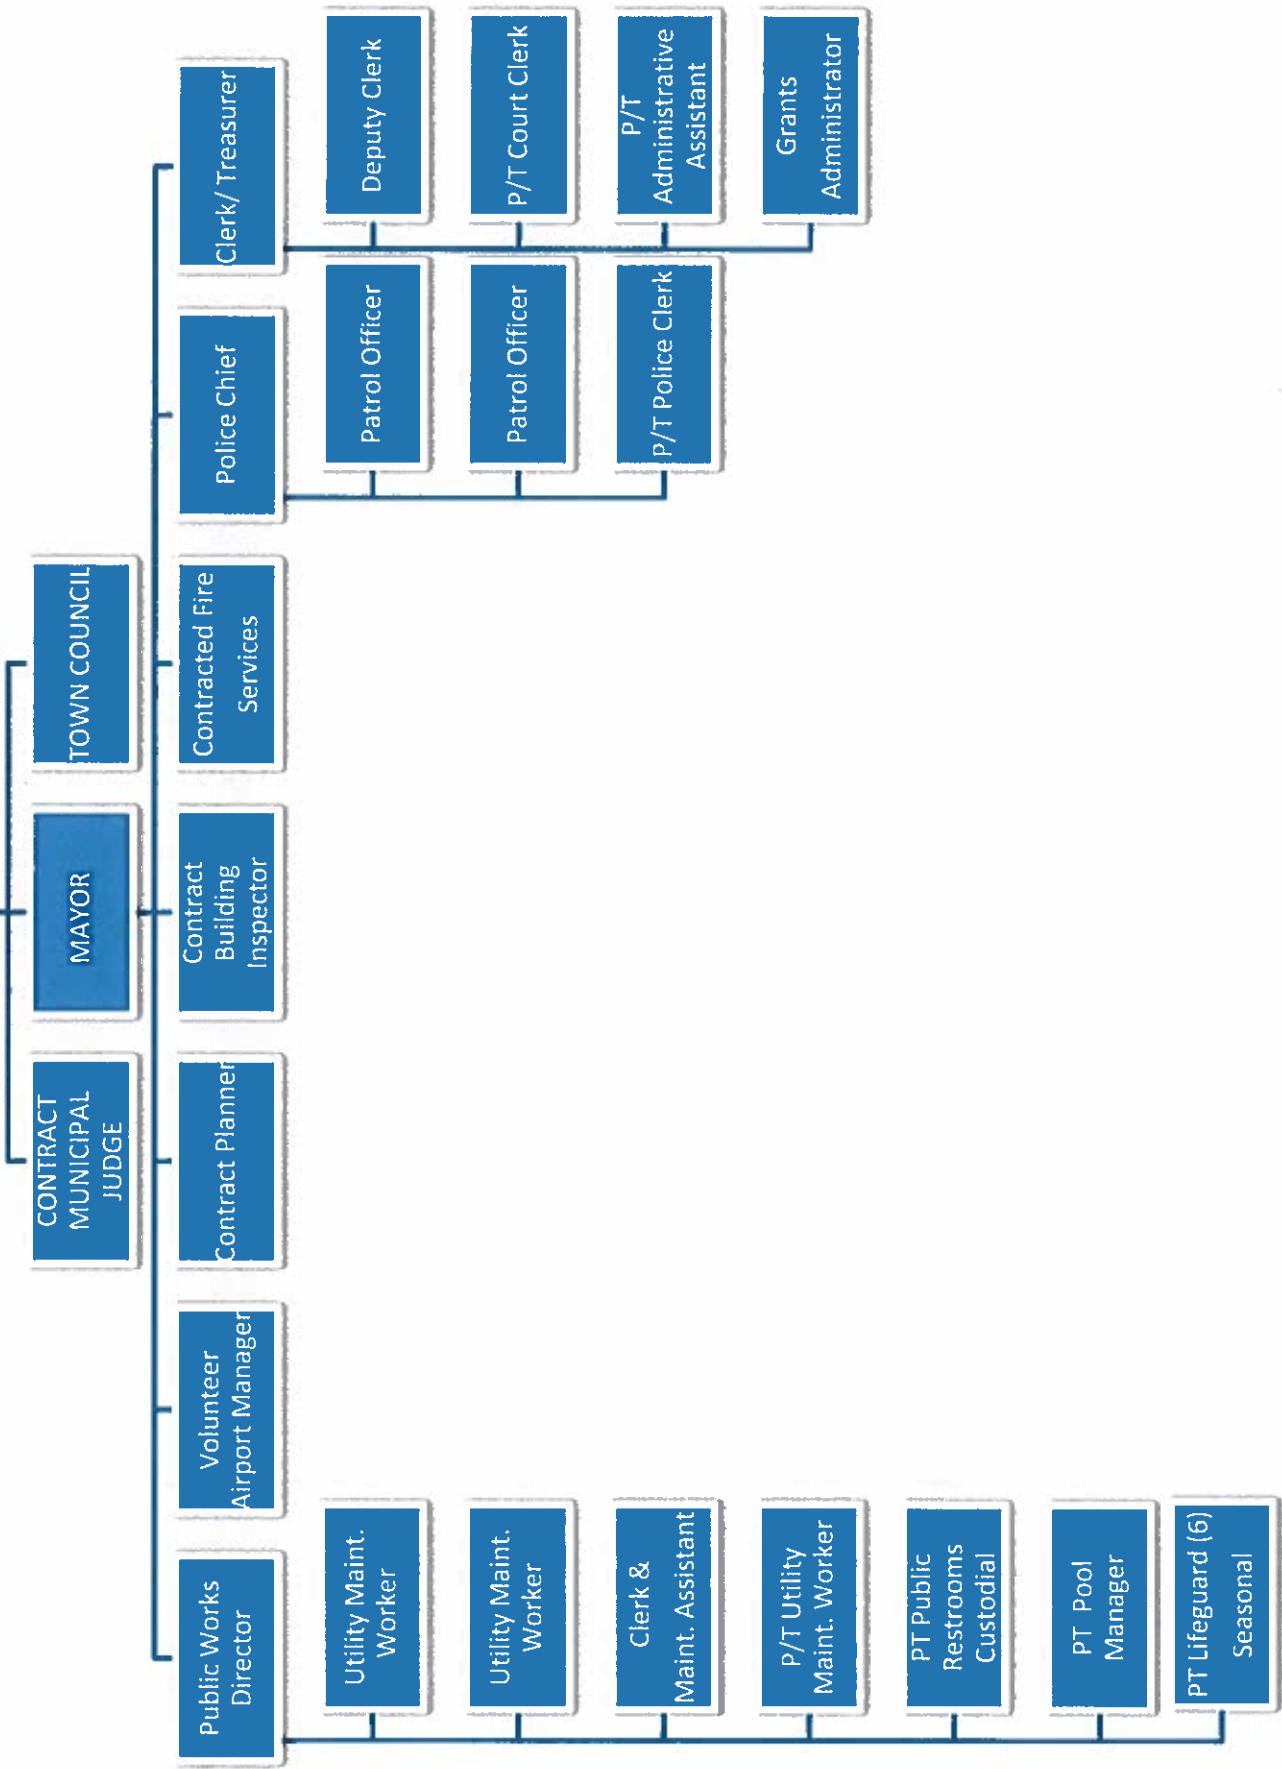 CONTRACT
MUNICIPAL
JUDGE
MAYOR
TOWN COUNCIL
Public Works
Director
Volunteer
Airport Manager
Contract Planner
Contract
Building
Inspector
Contracted Fire
Services
Police Chief
Clerk/ Treasurer
Utility Maint.
Worker
Utility Maint.
Worker
Clerk &
Maint. Assistant
P/T Utility
Maint. Worker
PT Public
Restrooms
Custodial
PT Pool
Manager
PT Lifeguard (6)
Seasonal
Patrol Officer
Patrol Officer
P/T Police Clerk
Deputy Clerk
P/T Court Clerk
P/T
Administrative
Assistant
Grants
Administrator